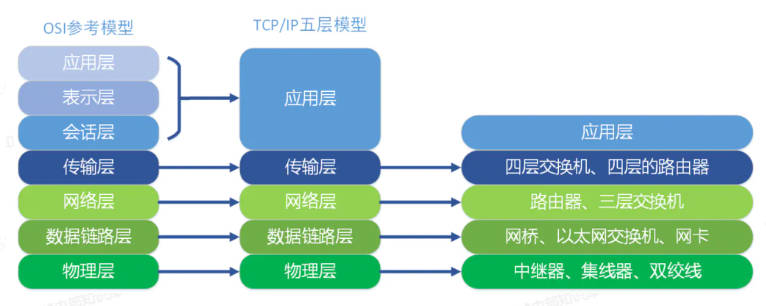 OSI参考模型
TCP/IP五层模型
应用层
表示层
会话层
传输层
网络层
数据链路层
物理层
应用层
传输层
网络层
数据链路层
物理层
应用层
四层交换机、四层的路由器
路由器、三层交换机
网桥、以太网交换机、网卡
中继器、集线器、双绞线